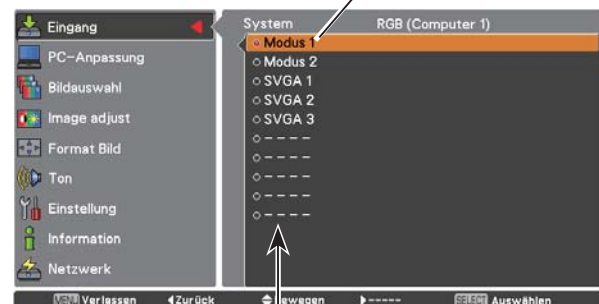 Eingang
PC-Anpassung
Bildauswahl
Image adjust
Format Bild
Ton
Einstellung
Information
Netzwerk
System RGB (Computer 1)
Modus 1
Modus 2
SVGA 1
SVGA 2
SVGA 3
----
----
----
----
----
MENU Verlassen Zurück Bewegen ----- SELECT Auswählen